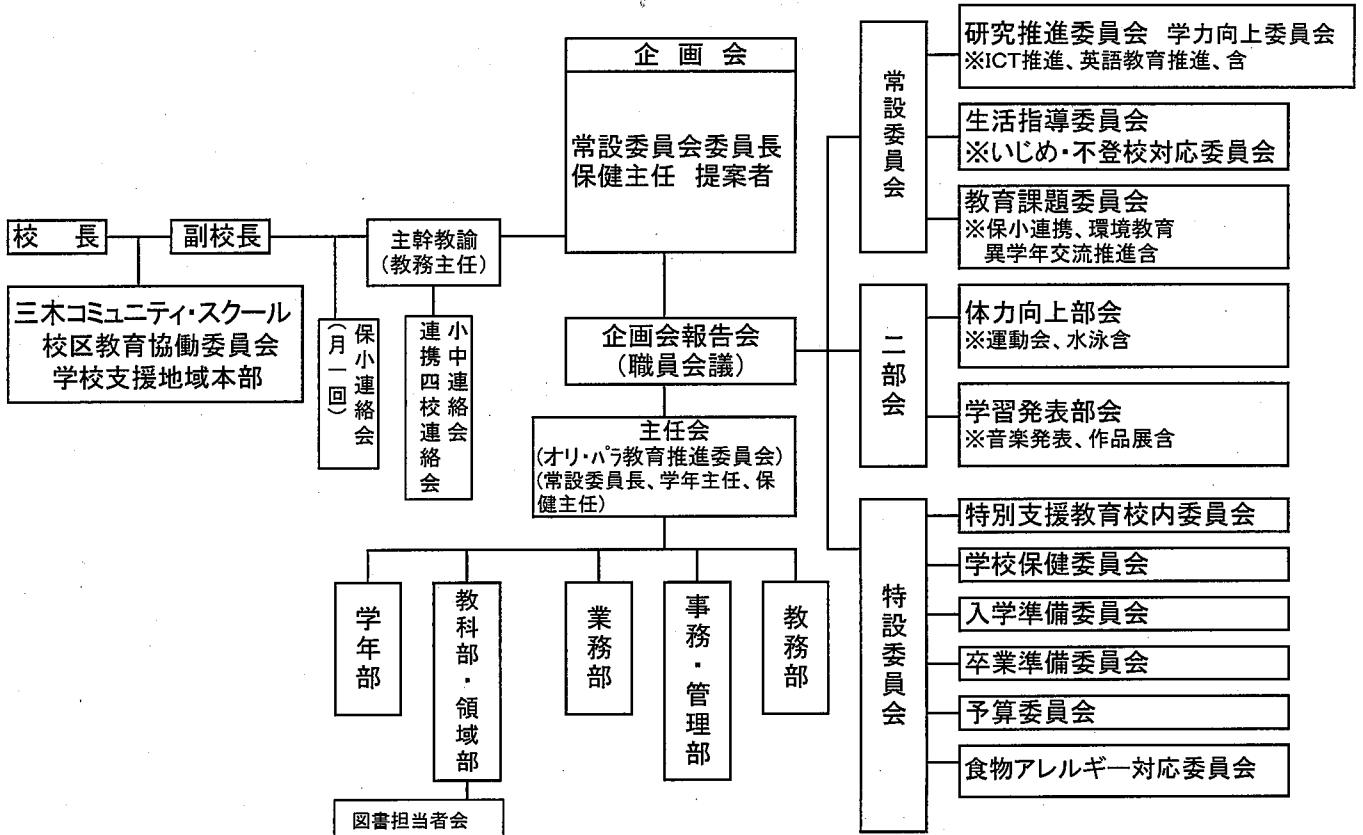 校　長
副校長
主幹教諭
(教務主任)
三木コミュニティ・スクール
校区教育協働委員会
学校支援地域本部
保小連絡会
(月一回)
小中連絡会
連携四校連絡会
企　画　会
常設委員会委員長
保健主任　提案者
企画会報告会
(職員会議)
主任会
(オリ・パラ教育推進委員会)
(常設委員長、学年主任、保
健主任)
学年部
教科部・領域部
業務部
事務・管理部
教務部
図書担当者会
常設委員会
研究推進委員会　学力向上委員会
※ICT推進、英語教育推進、含
生活指導委員会
※いじめ・不登校対応委員会
教育課題委員会
※保小連携、環境教育
異学年交流推進含
二部会
体力向上部会
※運動会、水泳含
学習発表部会
※音楽発表、作品展含
特設委員会
特別支援教育校内委員会
学校保健委員会
入学準備委員会
卒業準備委員会
予算委員会
食物アレルギー対応委員会